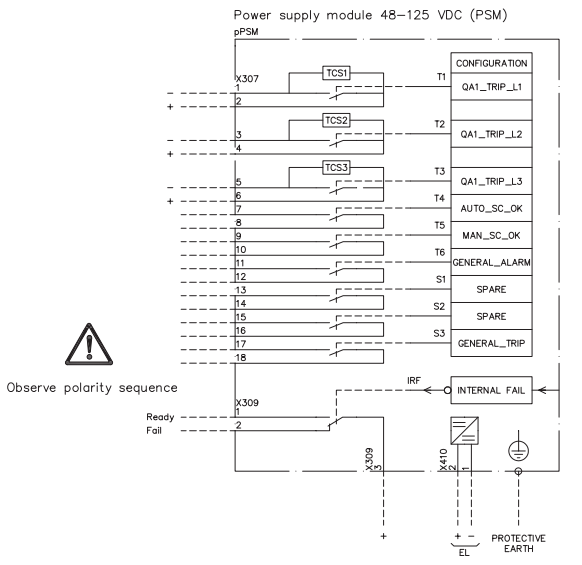 Power supply module 48–125 VDC (PSM)
pPSM
CONFIGURATION
X307
TCS1
T1
QA1_TRIP_L1
1
–
2
+
TCS2
T2
QA1_TRIP_L2
3
–
4
+
TCS3
T3
QA1_TRIP_L3
5
–
6
+
T4
AUTO_SC_OK
7
8
T5
MAN_SC_OK
9
10
T6
GENERAL_ALARM
11
12
S1
SPARE
13
14
S2
SPARE
15
16
S3
GENERAL_TRIP
17
18
!
Observe polarity sequence
IRF
INTERNAL FAIL
X309
1
Ready
2
Fail
X309
3
X410
2
1
+
+ –
EL
PROTECTIVE
EARTH